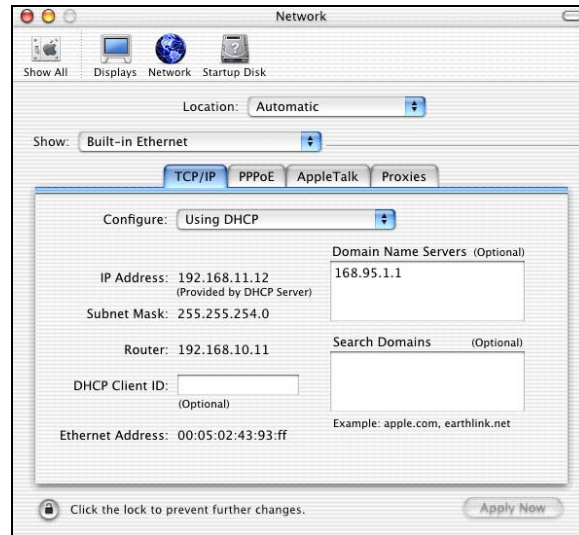 Network
Show All
Displays
Network
Startup Disk
Location: Automatic
Show: Built-in Ethernet
TCP/IP
PPPoE
AppleTalk
Proxies
Configure: Using DHCP
Domain Name Servers (Optional)
168.95.1.1
IP Address: 192.168.11.12
(Provided by DHCP Server)
Subnet Mask: 255.255.254.0
Router: 192.168.10.11
Search Domains (Optional)
DHCP Client ID:
(Optional)
Example: apple.com, earthlink.net
Ethernet Address: 00:05:02:43:93:ff
Click the lock to prevent further changes.
Apply Now